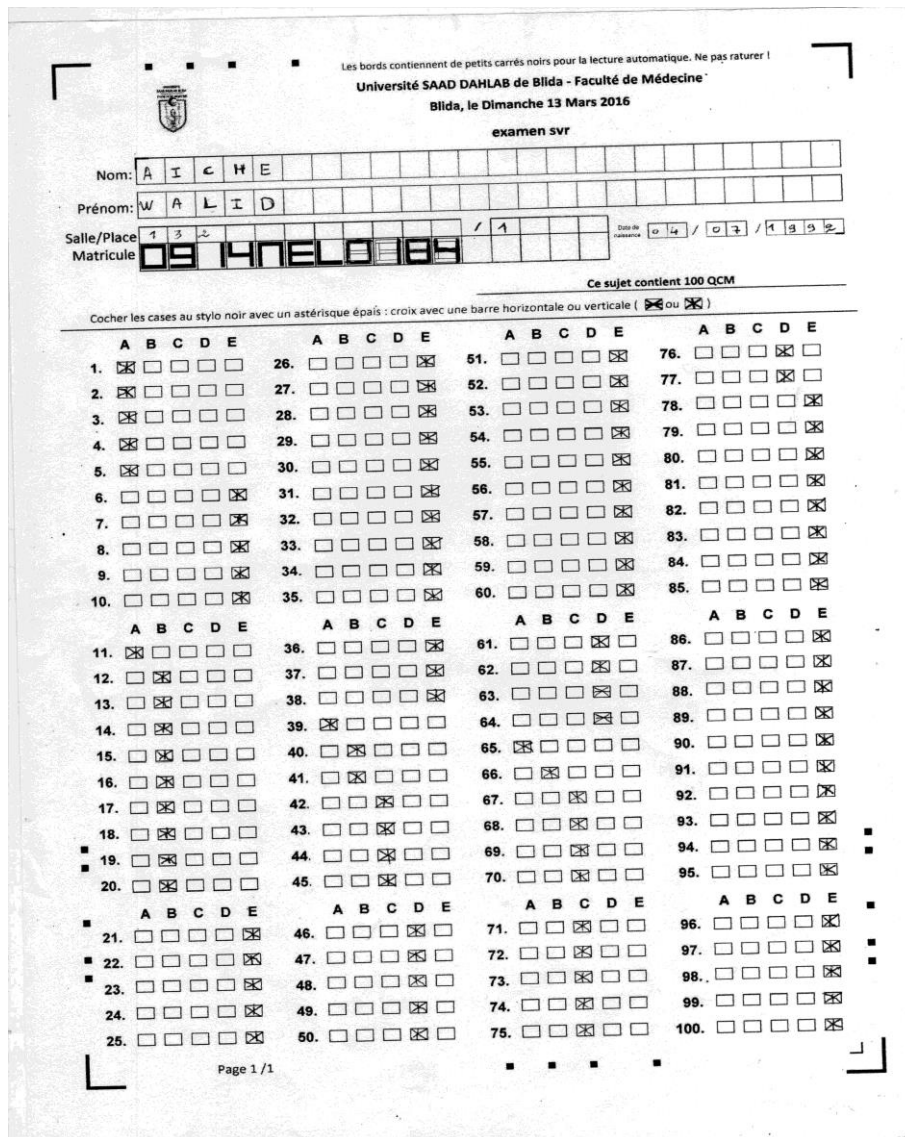 Les bords contiennent de petits carrés noirs pour la lecture automatique. Ne pas raturer !
Université SAAD DAHLAB de Blida - Faculté de Médecine
Blida, le Dimanche 13 Mars 2016
examen svr
Nom: A I C H E
Prénom: W A L I D
Salle/Place 1 3 2 / 1 Date de naissance 0 4 / 0 7 / 1 9 9 2
Matricule
Ce sujet contient 100 QCM
Cocher les cases au stylo noir avec un astérisque épais : croix avec une barre horizontale ou verticale ( ou )
A B C D E A B C D E A B C D E A B C D E
1. 26. 51. 76.
2. 27. 52. 77.
3. 28. 53. 78.
4. 29. 54. 79.
5. 30. 55. 80.
6. 31. 56. 81.
7. 32. 57. 82.
8. 33. 58. 83.
9. 34. 59. 84.
10. 35. 60. 85.
A B C D E A B C D E A B C D E
11. 36. 61. 86.
12. 37. 62. 87.
13. 38. 63. 88.
14. 39. 64. 89.
15. 40. 65. 90.
16. 41. 66. 91.
17. 42. 67. 92.
18. 43. 68. 93.
19. 44. 69. 94.
20. 45. 70. 95.
A B C D E A B C D E A B C D E A B C D E
21. 46. 71. 96.
22. 47. 72. 97.
23. 48. 73. 98.
24. 49. 74. 99.
25. 50. 75. 100.
Page 1 /1